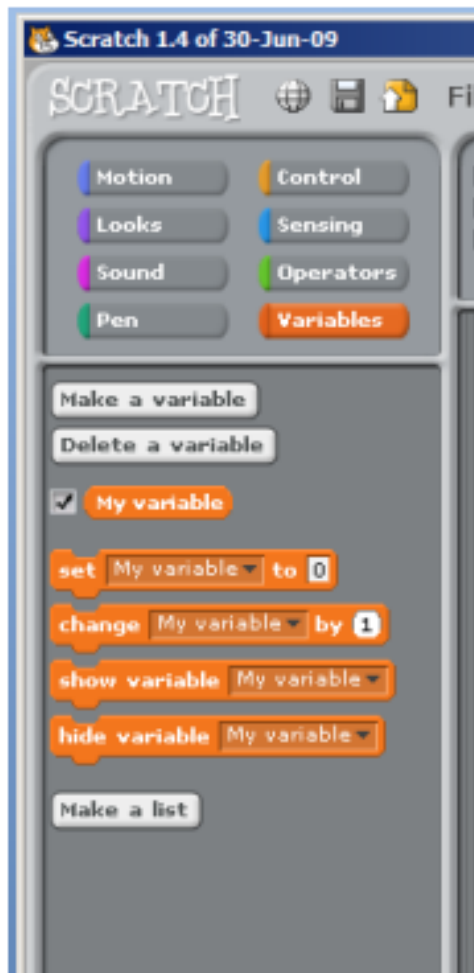 Scratch 1.4 of 30-Jun-09
SCRATCH Fi
Motion Control
Looks Sensing
Sound Operators
Pen Variables
Make a variable
Delete a variable
My variable
set My variable to 0
change My variable by 1
show variable My variable
hide variable My variable
Make a list